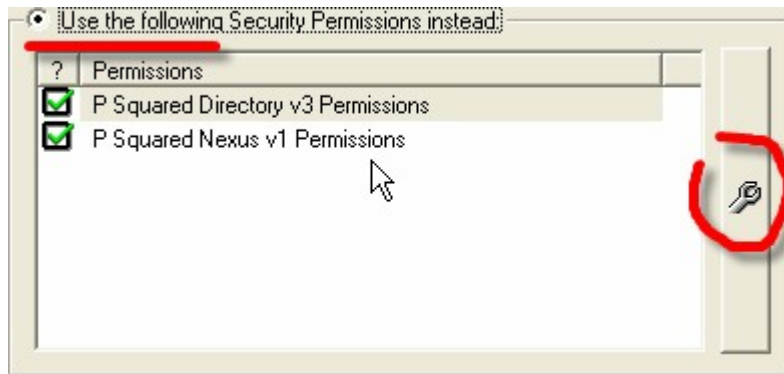 Use the following Security Permissions instead:
? Permissions
P Squared Directory v3 Permissions
P Squared Nexus v1 Permissions